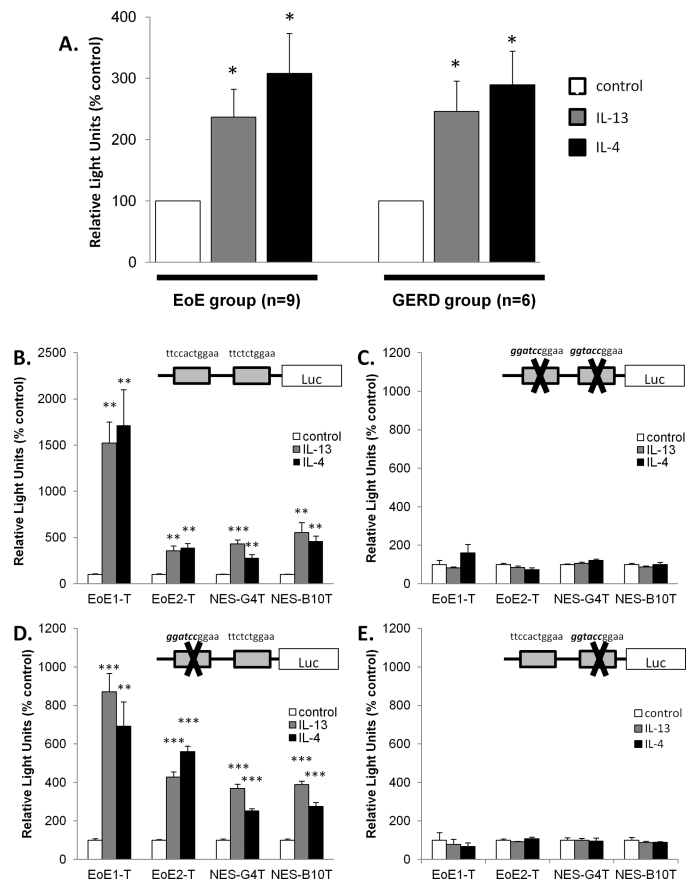 A.
Relative Light Units (% control)
400
300
200
100
0
*
*
*
*
control
IL-13
IL-4
EoE group (n=9)
GERD group (n=6)
B.
Relative Light Units (% control)
2500
2000
1500
1000
500
0
ttccactggaa ttctctggaa
Luc
control
IL-13
IL-4
** **
** **
*** **
** **
EoE1-T EoE2-T NES-G4T NES-B10T
C.
Relative Light Units (% control)
1200
1000
800
600
400
200
0
ggatccggaa ggtaccggaa
Luc
control
IL-13
IL-4
EoE1-T EoE2-T NES-G4T NES-B10T
D.
Relative Light Units (% control)
1200
1000
800
600
400
200
0
ggatccggaa ttctctggaa
Luc
control
IL-13
IL-4
*** **
*** ***
*** ***
*** ***
EoE1-T EoE2-T NES-G4T NES-B10T
E.
Relative Light Units (% control)
1200
1000
800
600
400
200
0
ttccactggaa ggtaccggaa
Luc
control
IL-13
IL-4
EoE1-T EoE2-T NES-G4T NES-B10T